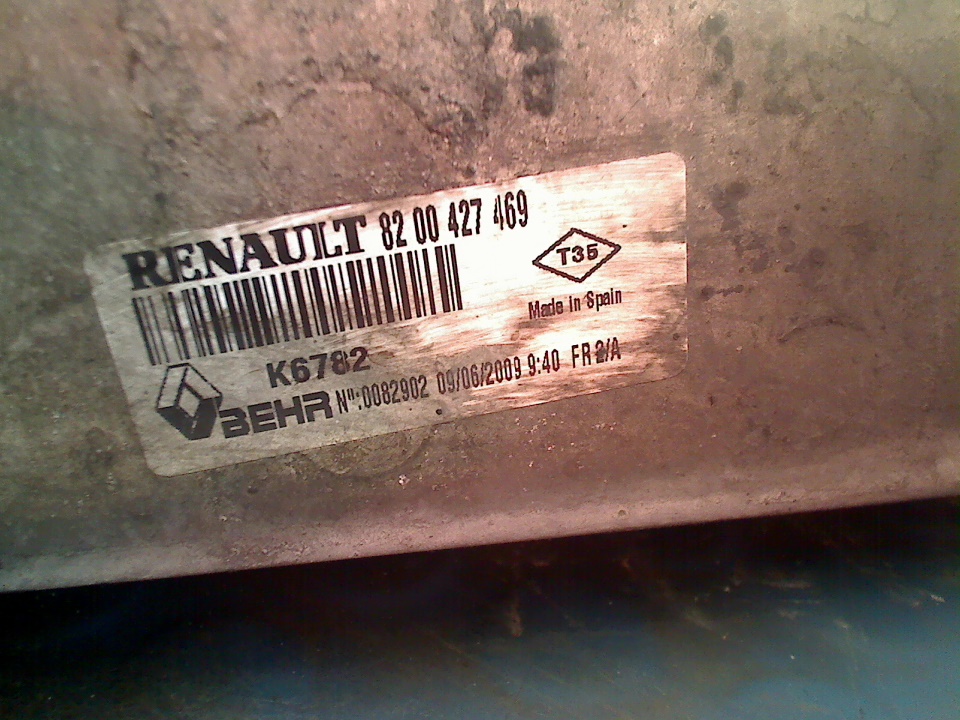 RENAULT 82 00 427 469
T35
Made in Spain
K6782
BEHR N°:0082902 09/06/2009 9:40 FR 2/A